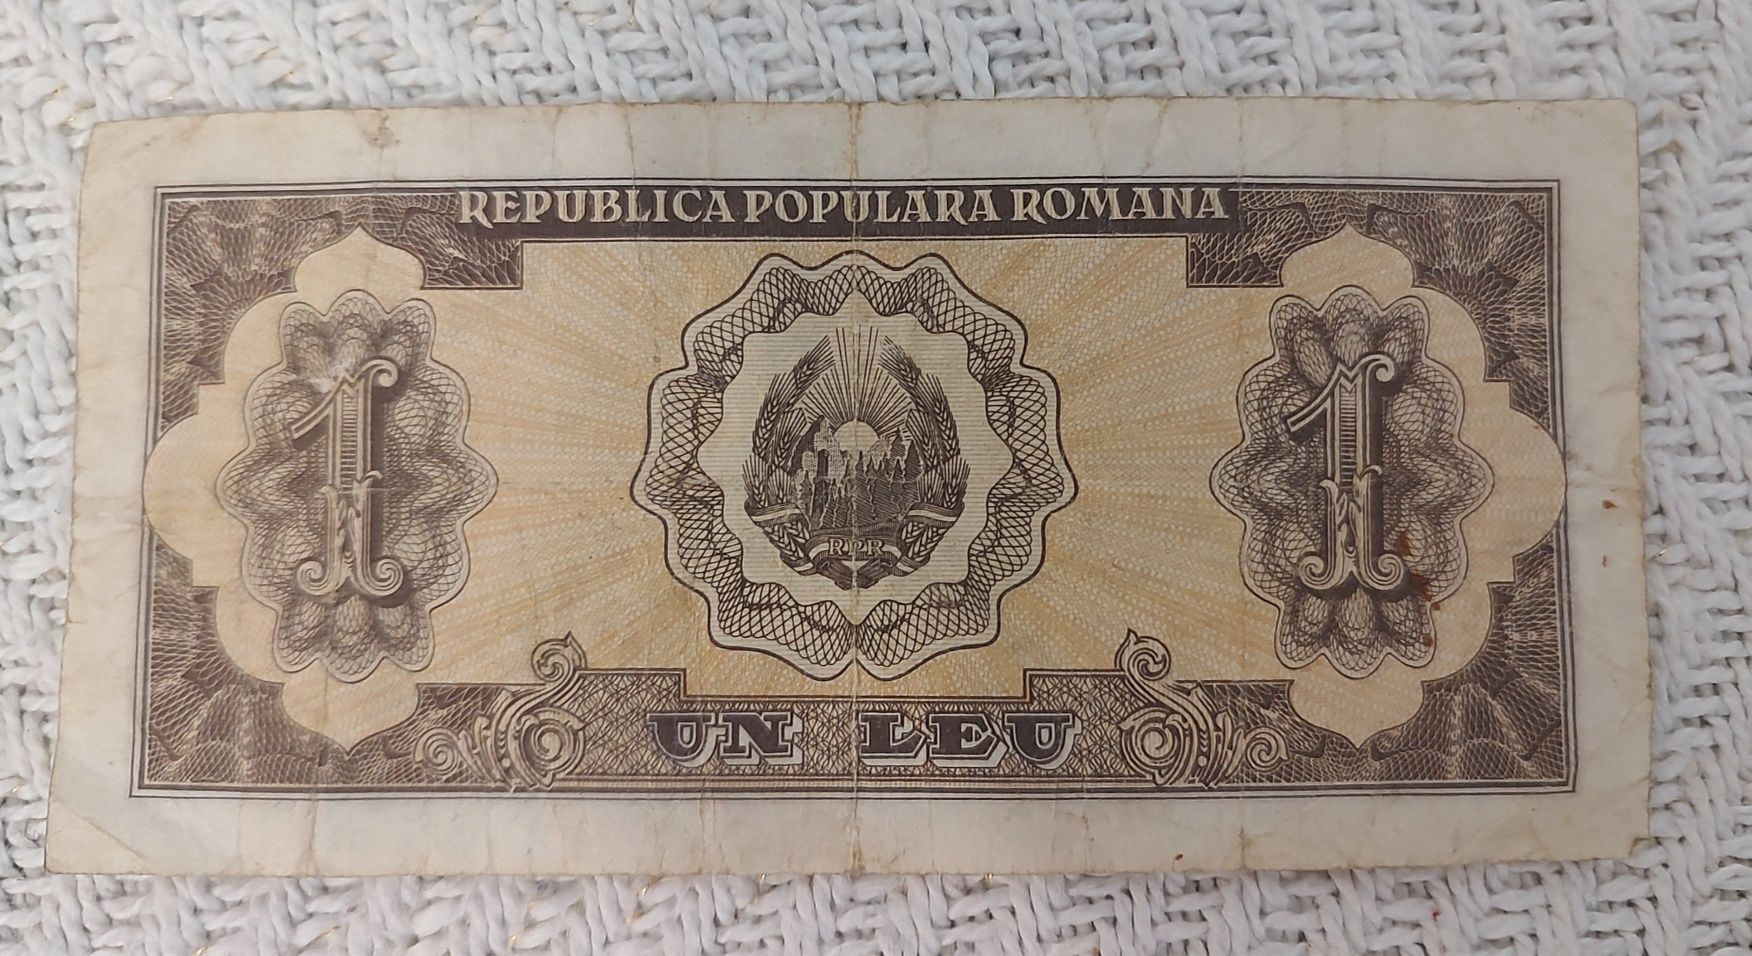 REPUBLICA POPULARA ROMANA
1 1
RPR
UN LEU